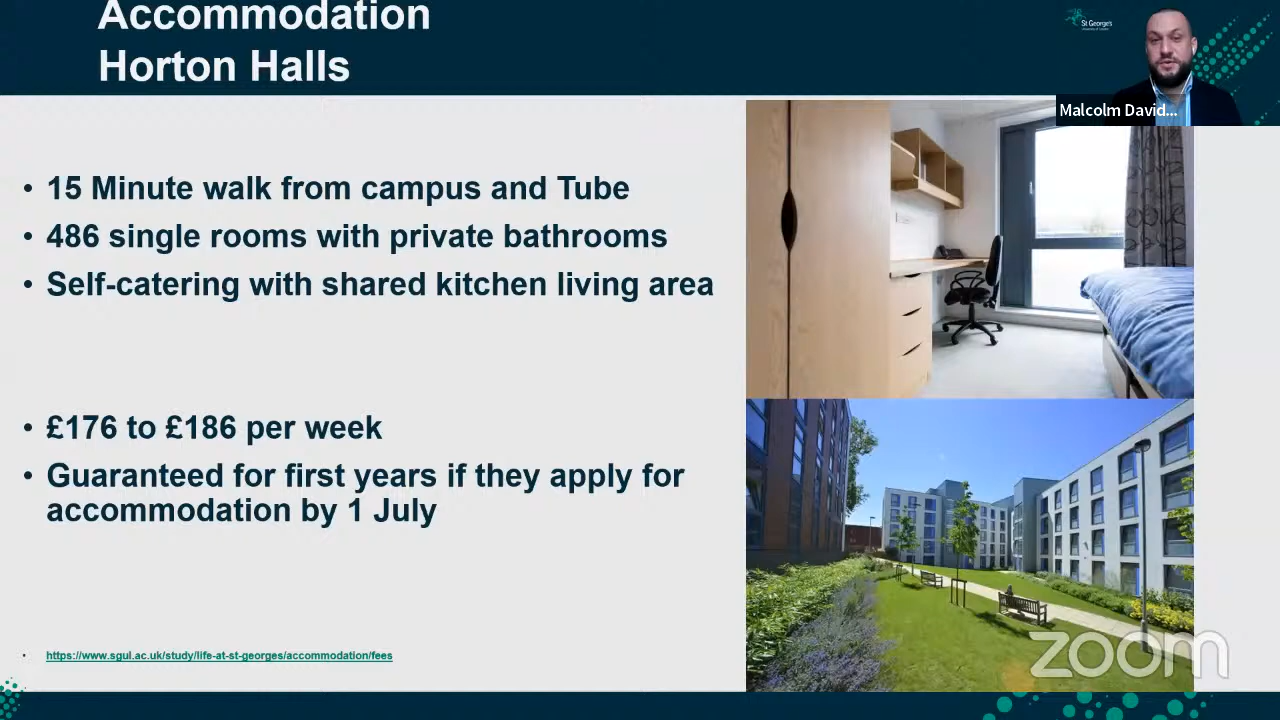 Accommodation
Horton Halls
St George's
University of London
Malcolm David...
• 15 Minute walk from campus and Tube
• 486 single rooms with private bathrooms
• Self-catering with shared kitchen living area
• £176 to £186 per week
• Guaranteed for first years if they apply for
accommodation by 1 July
• https://www.sgul.ac.uk/study/life-at-st-georges/accommodation/fees
zoom